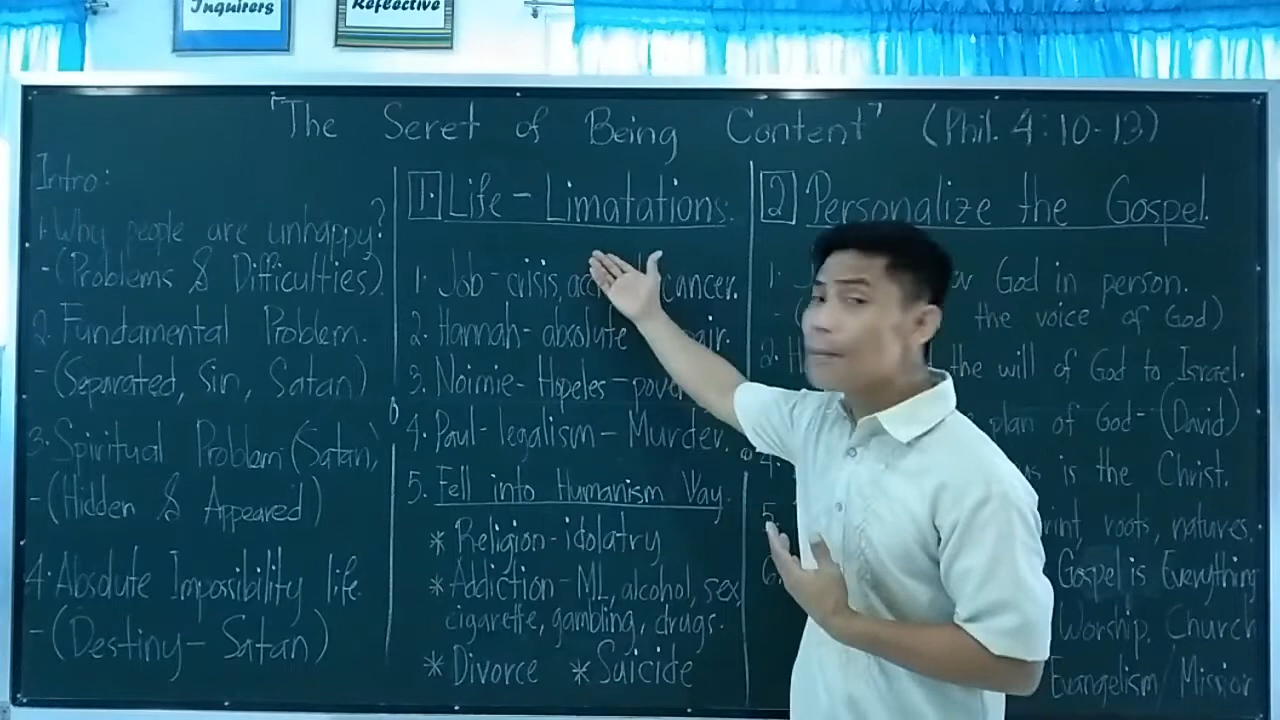 Inquirers
Reflective
"The Seret of Being Content" (Phil. 4:10-13)
Intro:
1. Why people are unhappy?
-(Problems & Difficulties)
2. Fundamental Problem.
-(Separated, Sin, Satan)
3. Spiritual Problem (Satan)
-(Hidden & Appeared)
4. Absolute Impossibility life.
-(Destiny- Satan)
1. Life - Limatations.
1. Job - crisis, cancer.
2. Hannah- absolute
3. Noimie- Hopeles-
4. Paul- legalism - Murder.
5. Fell into Humanism Way.
* Religion- idolatry
* Addiction- ML, alcohol, sex,
cigarette, gambling, drugs.
* Divorce * Suicide
2 Personalize the Gospel.
1. God in person.
the voice of God)
2. the will of God to Israel.
plan of God- (David)
4. is the Christ.
5. roots, natures.
6. Gospel is Everything
Worship, Church
Evangelism/ Mission